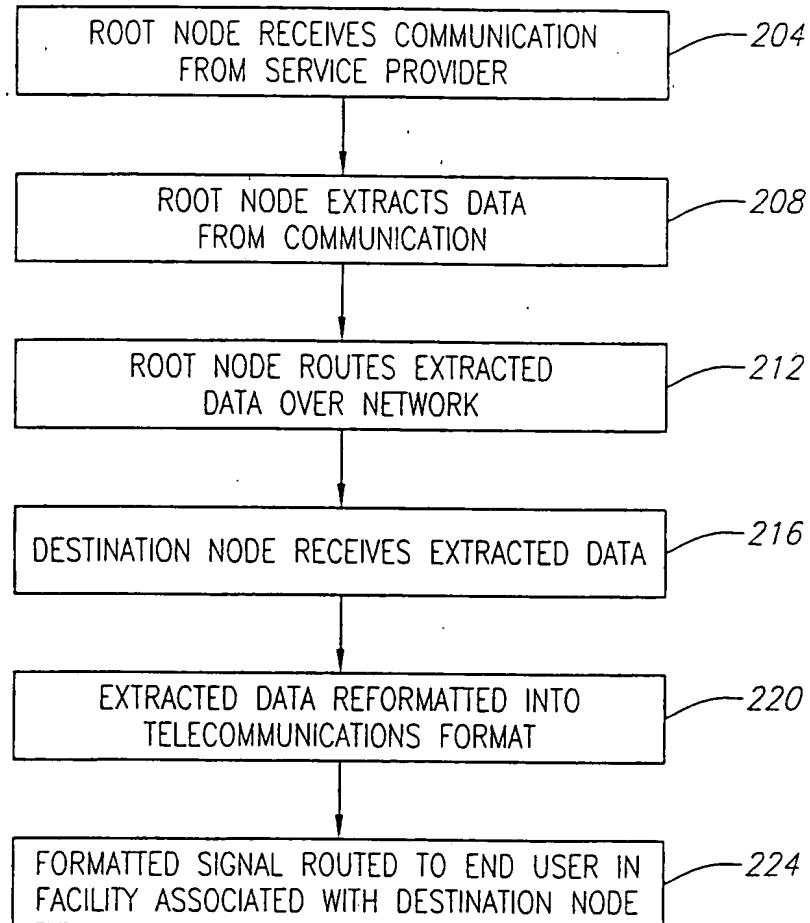 ROOT NODE RECEIVES COMMUNICATION
FROM SERVICE PROVIDER
204
ROOT NODE EXTRACTS DATA
FROM COMMUNICATION
208
ROOT NODE ROUTES EXTRACTED
DATA OVER NETWORK
212
DESTINATION NODE RECEIVES EXTRACTED DATA
216
EXTRACTED DATA REFORMATTED INTO
TELECOMMUNICATIONS FORMAT
220
FORMATTED SIGNAL ROUTED TO END USER IN
FACILITY ASSOCIATED WITH DESTINATION NODE
224